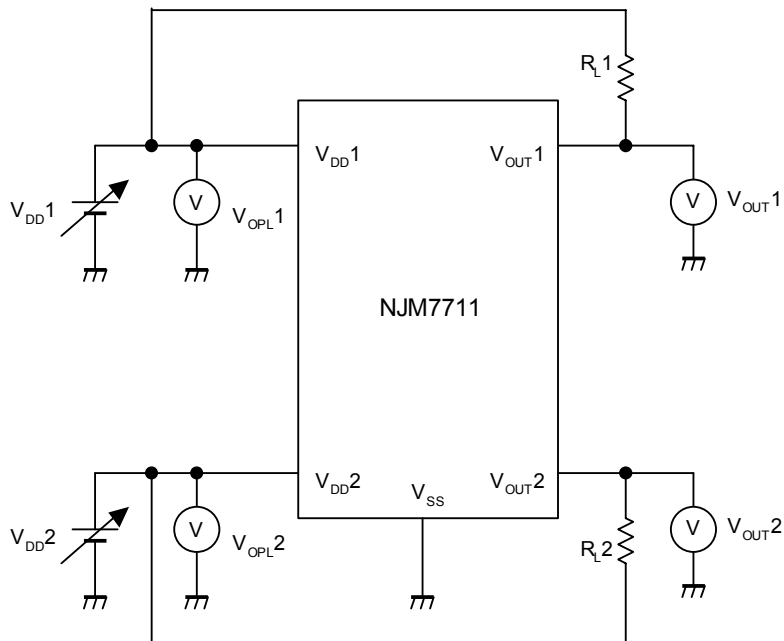 RL1
VDD1
VOUT1
VDD1
V
VOPL1
V
VOUT1
NJM7711
VDD2
VSS
VOUT2
VDD2
V
VOPL2
RL2
V
VOUT2